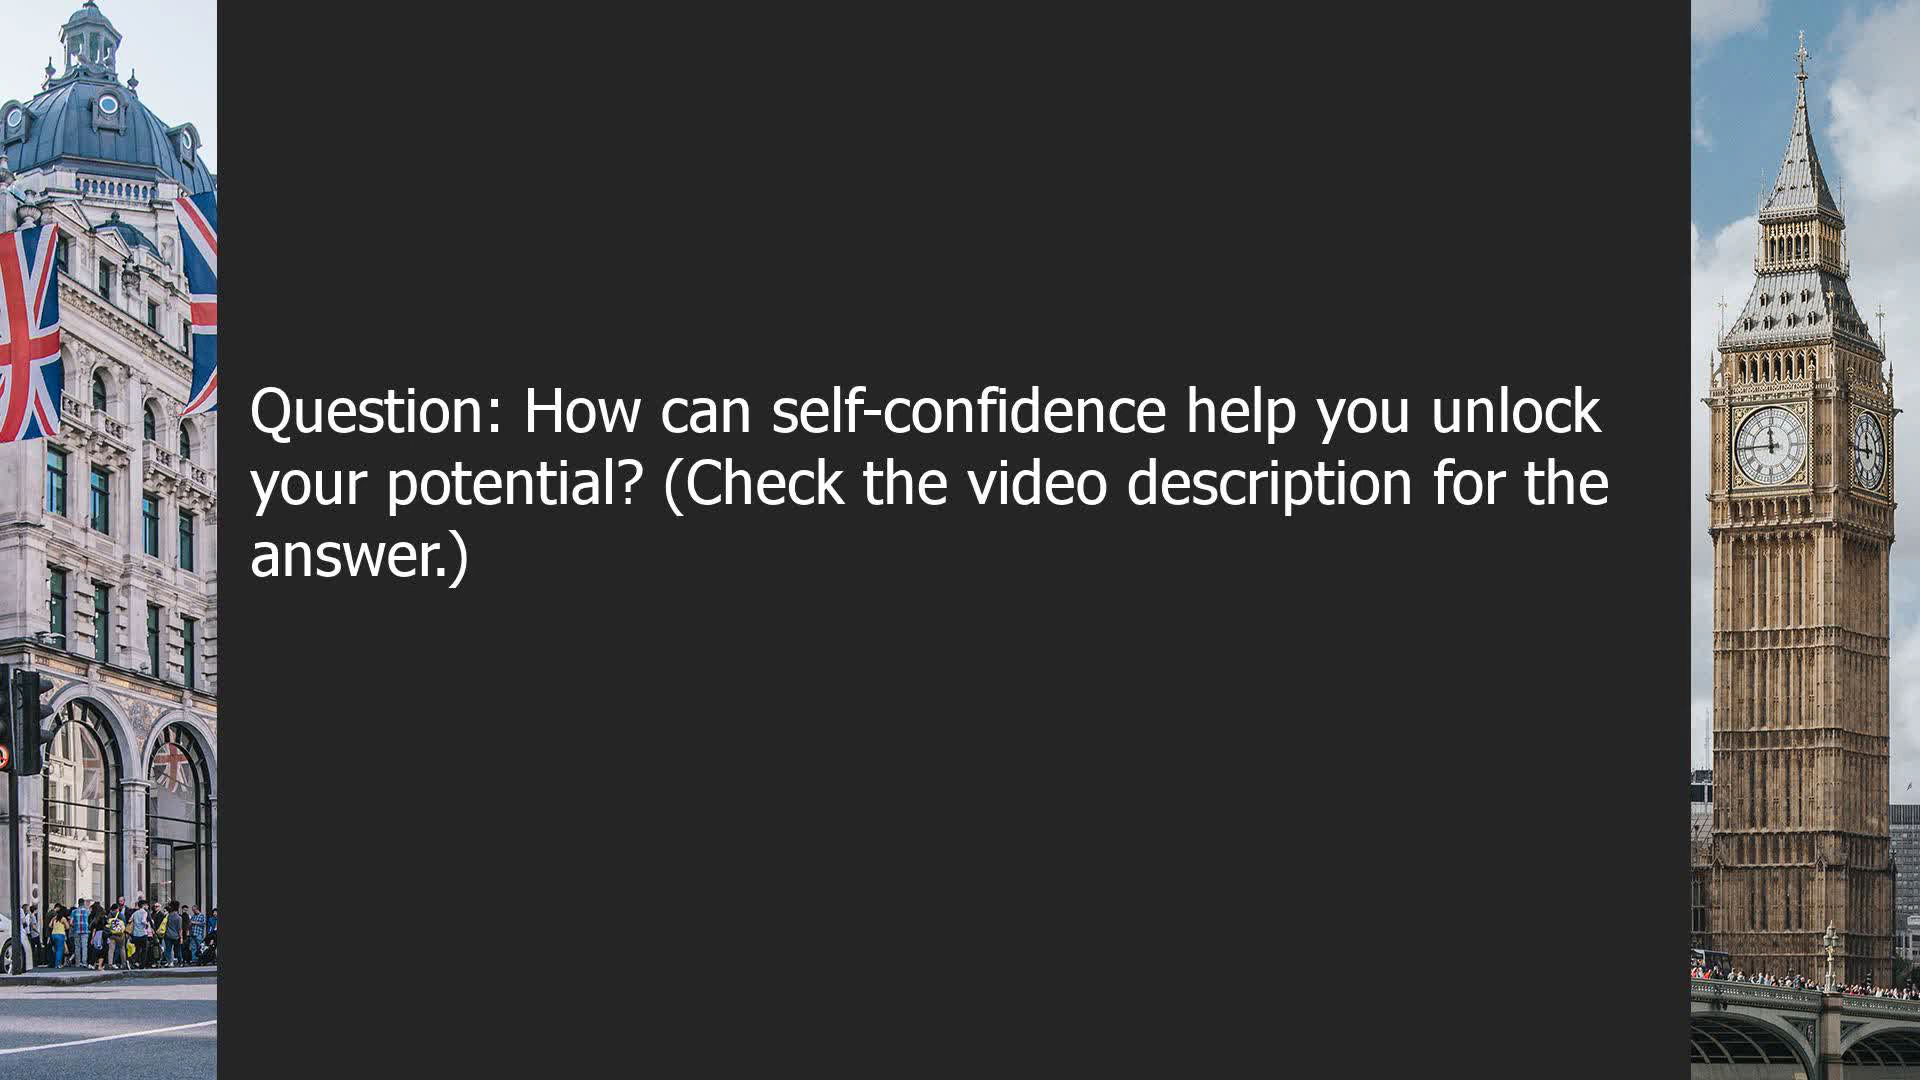 Question: How can self-confidence help you unlock
your potential? (Check the video description for the
answer.)